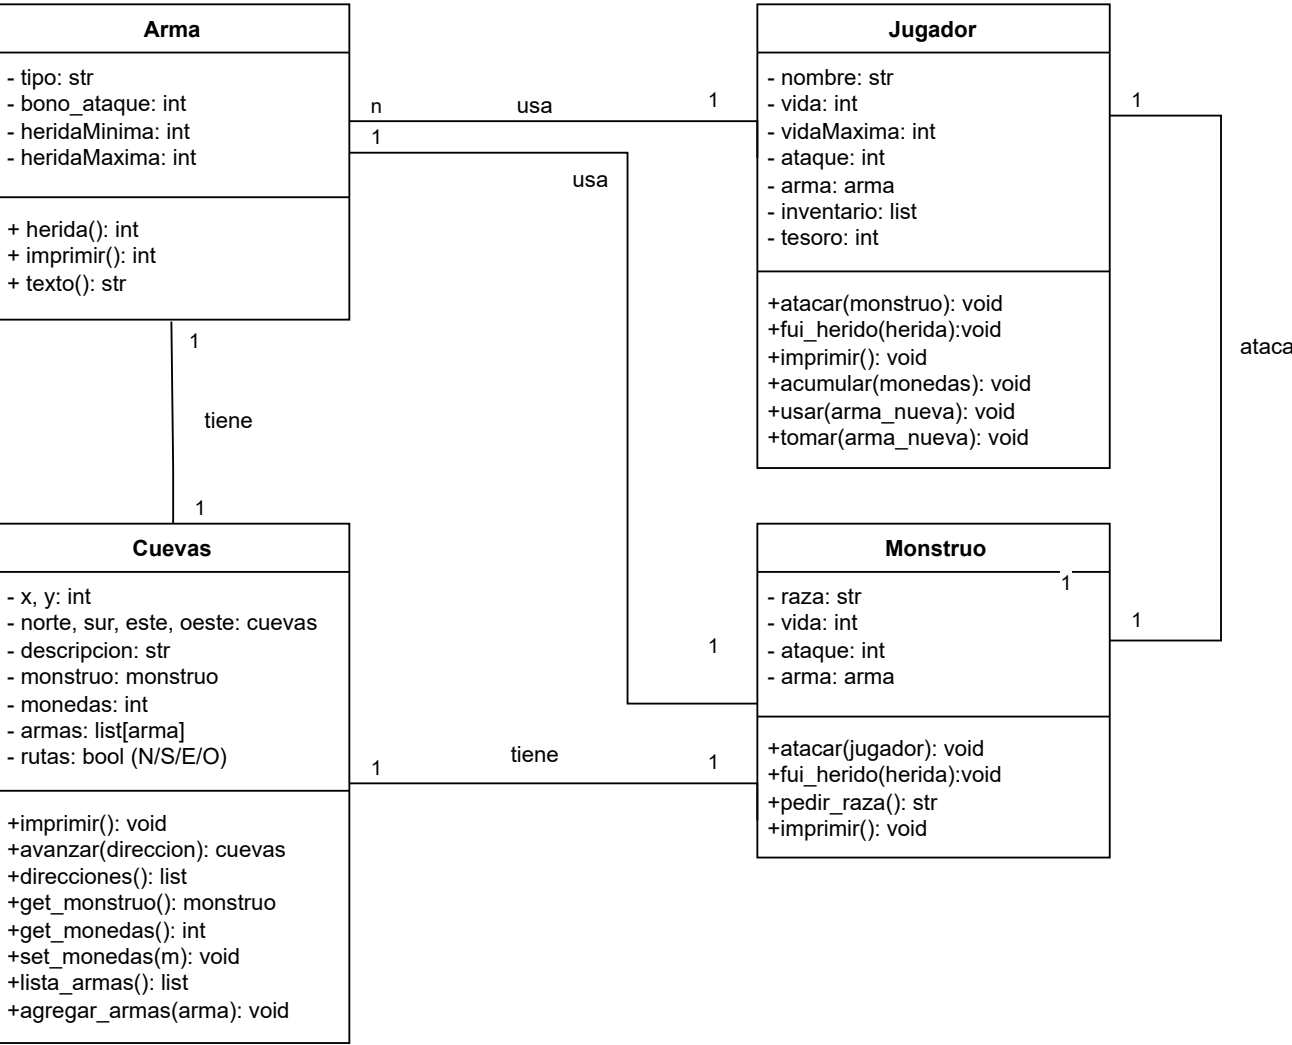 Arma
- tipo: str
- bono_ataque: int
- heridaMinima: int
- heridaMaxima: int
+ herida(): int
+ imprimir(): int
+ texto(): str
n
usa
1
1
usa
Jugador
- nombre: str
- vida: int
- vidaMaxima: int
- ataque: int
- arma: arma
- inventario: list
- tesoro: int
+atacar(monstruo): void
+fui_herido(herida):void
+imprimir(): void
+acumular(monedas): void
+usar(arma_nueva): void
+tomar(arma_nueva): void
1
ataca
1
1
tiene
1
Cuevas
- x, y: int
- norte, sur, este, oeste: cuevas
- descripcion: str
- monstruo: monstruo
- monedas: int
- armas: list[arma]
- rutas: bool (N/S/E/O)
+imprimir(): void
+avanzar(direccion): cuevas
+direcciones(): list
+get_monstruo(): monstruo
+get_monedas(): int
+set_monedas(m): void
+lista_armas(): list
+agregar_armas(arma): void
1
1
tiene
1
Monstruo
1
- raza: str
- vida: int
- ataque: int
- arma: arma
+atacar(jugador): void
+fui_herido(herida):void
+pedir_raza(): str
+imprimir(): void